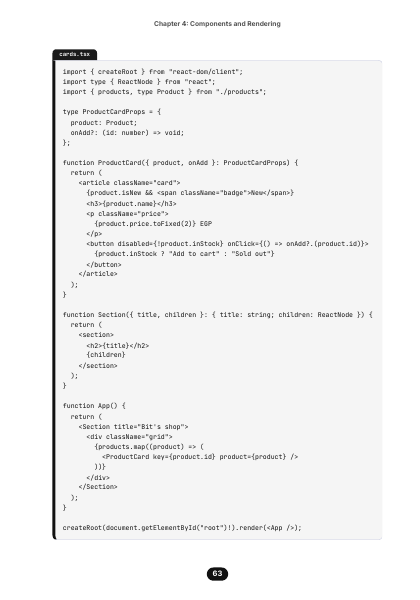 Chapter 4: Components and Rendering
cards.tsx
import { createRoot } from "react-dom/client";
import type { ReactNode } from "react";
import { products, type Product } from "./products";

type ProductCardProps = {
  product: Product;
  onAdd?: (id: number) => void;
};

function ProductCard({ product, onAdd }: ProductCardProps) {
  return (
    <article className="card">
      {product.isNew && <span className="badge">New</span>}
      <h3>{product.name}</h3>
      <p className="price">
        {product.price.toFixed(2)} EGP
      </p>
      <button disabled={!product.inStock} onClick={() => onAdd?.(product.id)}>
        {product.inStock ? "Add to cart" : "Sold out"}
      </button>
    </article>
  );
}

function Section({ title, children }: { title: string; children: ReactNode }) {
  return (
    <section>
      <h2>{title}</h2>
      {children}
    </section>
  );
}

function App() {
  return (
    <Section title="Bit's shop">
      <div className="grid">
        {products.map((product) => (
          <ProductCard key={product.id} product={product} />
        ))}
      </div>
    </Section>
  );
}

createRoot(document.getElementById("root")!).render(<App />);
63